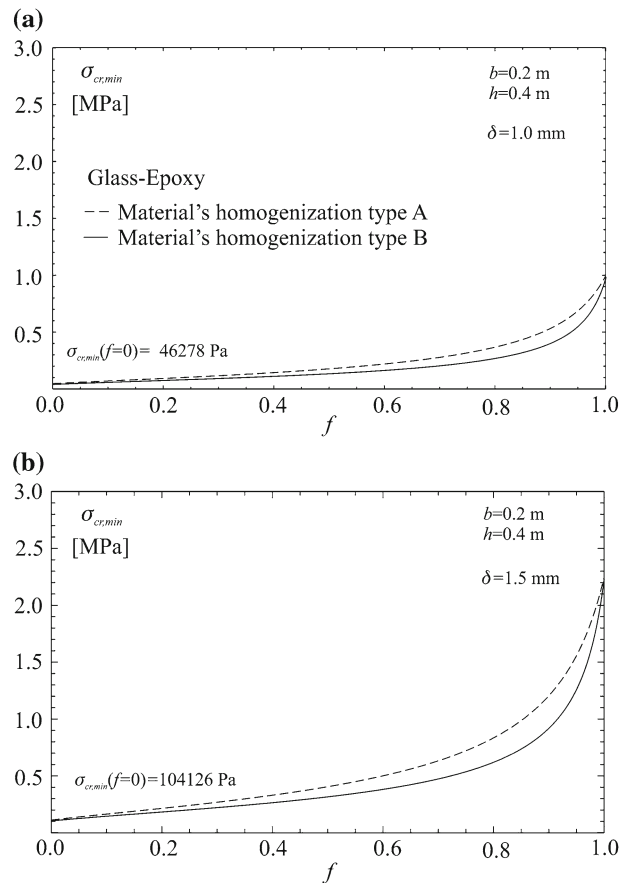 (a)
3.0
σcr,min
[MPa]
b=0.2 m
h=0.4 m
δ=1.0 mm
2.5
2.0
Glass-Epoxy
Material's homogenization type A
Material's homogenization type B
1.5
1.0
0.5
σcr,min(f=0)= 46278 Pa
0.0 0.2 0.4 0.6 0.8 1.0
f
(b)
3.0
σcr,min
[MPa]
b=0.2 m
h=0.4 m
δ=1.5 mm
2.5
2.0
1.5
1.0
0.5
σcr,min(f=0)=104126 Pa
0.0 0.2 0.4 0.6 0.8 1.0
f